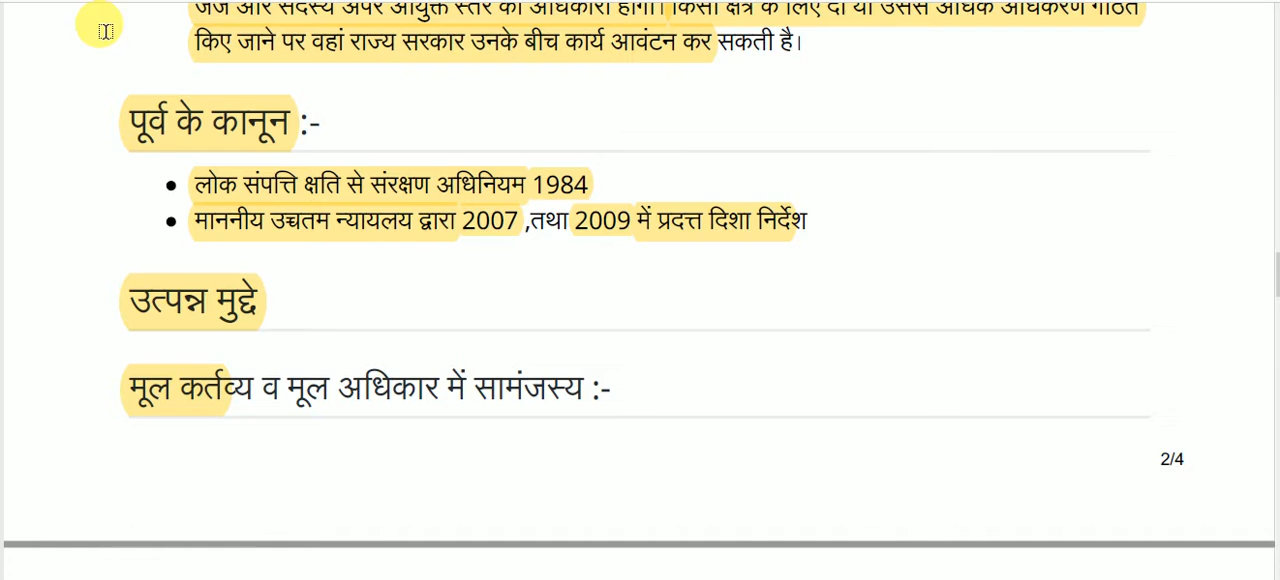 जज और सदस्य अपर आयुक्त स्तर का अधिकारी होगा। किसी क्षेत्र के लिए दो या उससे अधिक अधिकरण गठित
किए जाने पर वहां राज्य सरकार उनके बीच कार्य आवंटन कर सकती है।
पूर्व के कानून :-
• लोक संपत्ति क्षति से संरक्षण अधिनियम 1984
• माननीय उच्चतम न्यायलय द्वारा 2007 ,तथा 2009 में प्रदत्त दिशा निर्देश
उत्पन्न मुद्दे
मूल कर्तव्य व मूल अधिकार में सामंजस्य :-
2/4